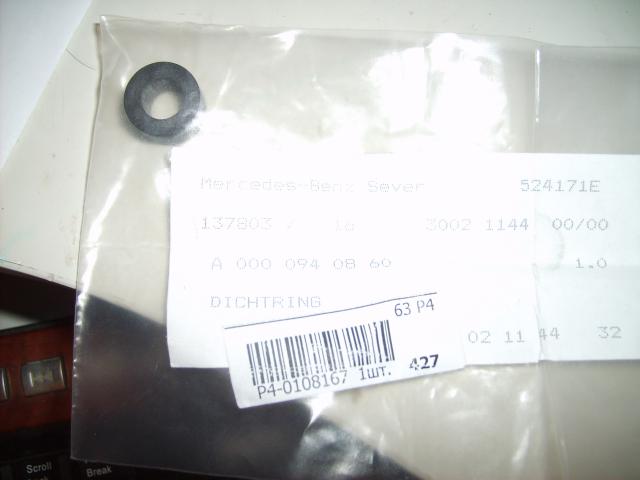 Mercedes-Benz Sever 524171E
137803 / 16 3002 1144 00/00
A 000 094 08 60 1.0
DICHTRING
63 P4
02 11 44 32
P4-0108167 1шт. 427
Scroll
Break